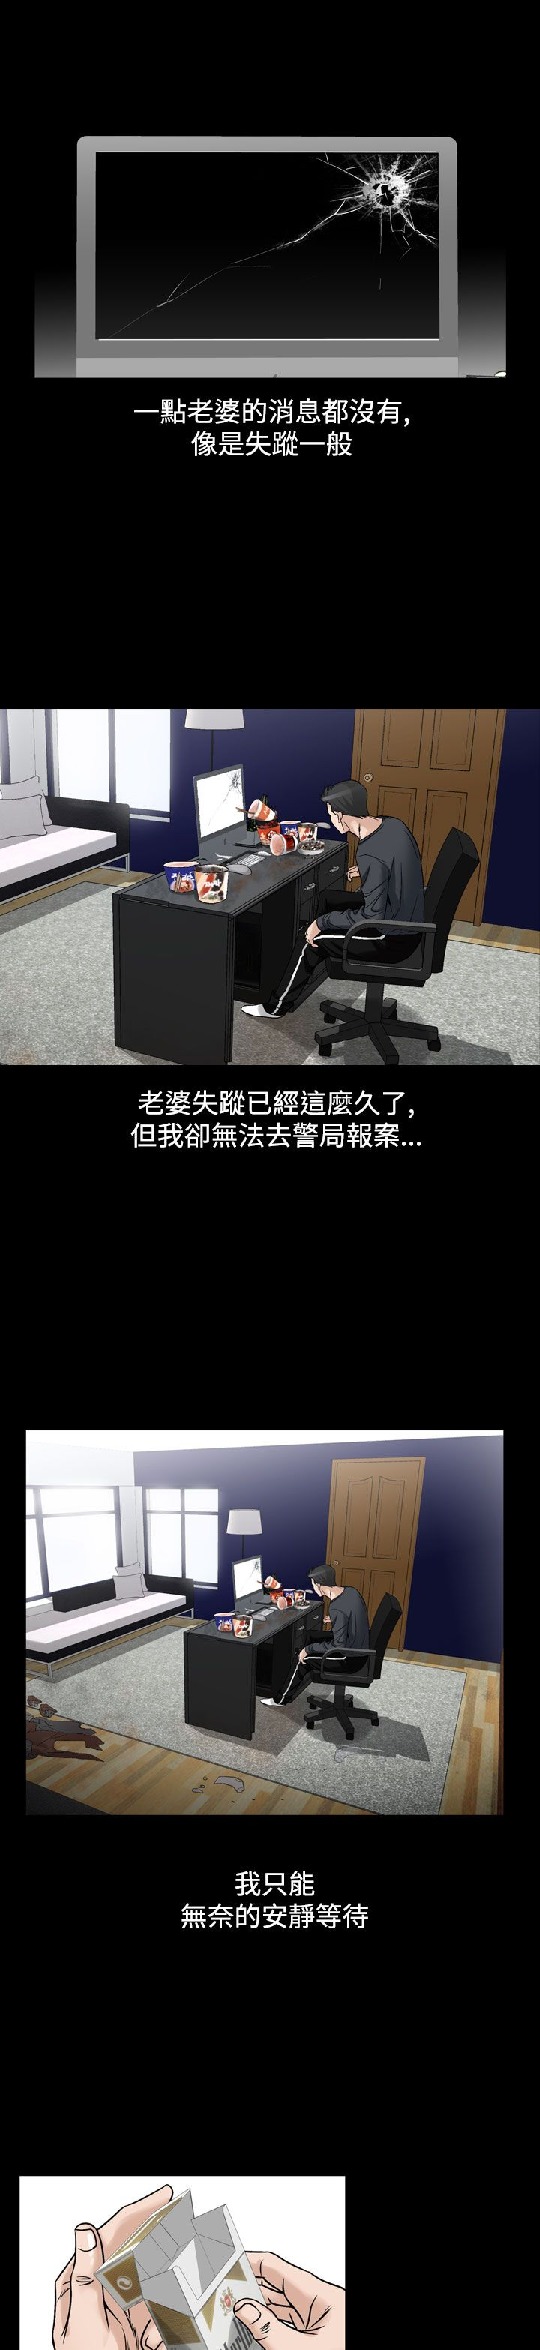 一點老婆的消息都沒有,
像是失蹤一般
老婆失蹤已經這麼久了,
但我卻無法去警局報案...
我只能
無奈的安靜等待